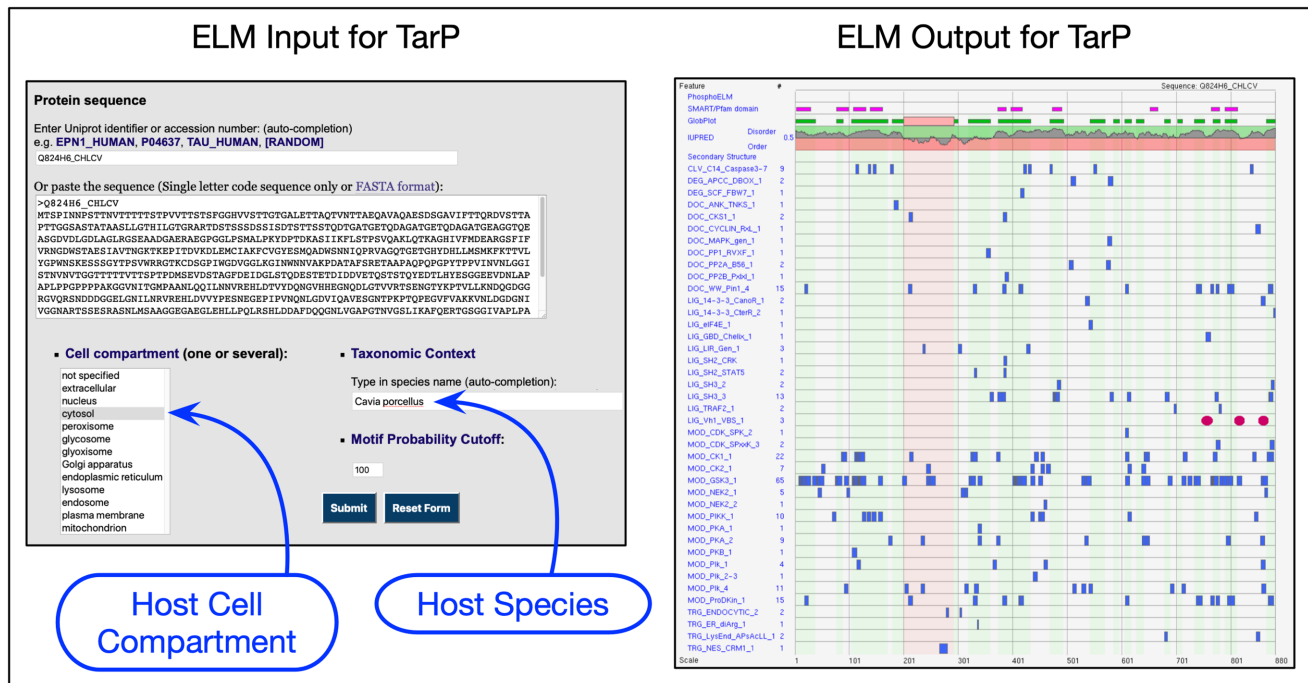 ELM Input for TarP
Protein sequence
Enter Uniprot identifier or accession number: (auto-completion)
e.g. EPN1_HUMAN, P04637, TAU_HUMAN, [RANDOM]
Q824H6_CHLCV
Or paste the sequence (Single letter code sequence only or FASTA format):
>Q824H6_CHLCV
MTSPINNPSTTNVTTTTTSTPVVTTSTSFGGHVVSTTGTGALETTAQTVNTTAEQAVAQAESDSGAVIFTTQRDVSTTA
PTTGGSASTATAASLLGTHILGTGRARTDSTSSSDSSISDTSTTSSTQDTGATGETQDAGATGETQDAGATGEAGGTQE
ASGDVDLGDLAGLRGSEAADGAERAEGPGGLPSMALPKYDPTDKASIIKFLSTPSVQAKLQTKAGHIVFMDEARGSFIF
VRNGDWSTAESIAVTNGKTKEPITDVKDLEMCIAKFCVGYESMQADWSNNIQPRVAGQTGETGHYDHLLMSMKFKTTVL
YGPWNSKESSSGYTPSVWRRGTKCDSGPIWGDVGGLKGINWNNVAKPDATAFSRETAAPAQPQPGPYTPPVINVNLGGI
STNVNVTGGTTTTTVTTSPTPDMSEVDSTAGFDEIDGLSTQDESTETDIDDVETQSTSTQYEDTLHYESGGEEVDNLAP
APLPPGPPPPAKGGVNITGMPAANLQQILNNVREHLDTVYDQNGVHHEGNQDLGTVVRTSENGTYKPTVLLKNDQGDGG
RGVQRSNDDDGGELGNILNRVREHLDVVYPESNGEPIPVNQNLGDVIQAVESGNTPKPTQPEGVFVAKKVNLDGDGNI
VGGNARTSSESRASNLMSAAGGEGAEGLEHLLPQLRSHLDDAFDQQGNLVGAPGTNVGSLIKAFQERTGSGGIVAPLPA
Cell compartment (one or several):
not specified
extracellular
nucleus
cytosol
peroxisome
glycosome
glyoxisome
Golgi apparatus
endoplasmic reticulum
lysosome
endosome
plasma membrane
mitochondrion
Taxonomic Context
Type in species name (auto-completion):
Cavia porcellus
Motif Probability Cutoff:
100
Submit Reset Form
Host Cell
Compartment
Host Species
ELM Output for TarP
Feature # Sequence: Q824H6_CHLCV
PhosphoELM
SMART/Pfam domain
GlobPlot
Disorder
IUPRED 0.5
Order
Secondary Structure
CLV_C14_Caspase3-7 9
DEG_APCC_DBOX_1 2
DEG_SCF_FBW7_1 1
DOC_ANK_TNKS_1 1
DOC_CKS1_1 2
DOC_CYCLIN_RxL_1 1
DOC_MAPK_gen_1 1
DOC_PP1_RVXF_1 1
DOC_PP2A_B56_1 2
DOC_PP2B_PxIxI_1 1
DOC_WW_Pin1_4 15
LIG_14-3-3_CanoR_1 2
LIG_14-3-3_CterR_2 1
LIG_eIF4E_1 1
LIG_GBD_Chelix_1 1
LIG_LIR_Gen_1 3
LIG_SH2_CRK 1
LIG_SH2_STAT5 2
LIG_SH3_2 2
LIG_SH3_3 13
LIG_TRAF2_1 2
LIG_Vh1_VBS_1 3
MOD_CDK_SPK_2 1
MOD_CDK_SPxxK_3 2
MOD_CK1_1 22
MOD_CK2_1 7
MOD_GSK3_1 65
MOD_NEK2_1 5
MOD_NEK2_2 1
MOD_PIKK_1 10
MOD_PKA_1 1
MOD_PKA_2 9
MOD_PKB_1 1
MOD_Plk_1 4
MOD_Plk_2-3 1
MOD_Plk_4 11
MOD_ProDKin_1 15
TRG_ENDOCYTIC_2 2
TRG_ER_diArg_1 1
TRG_LysEnd_APsAcLL_1 2
TRG_NES_CRM1_1 1
Scale 1 101 201 301 401 501 601 701 801 880